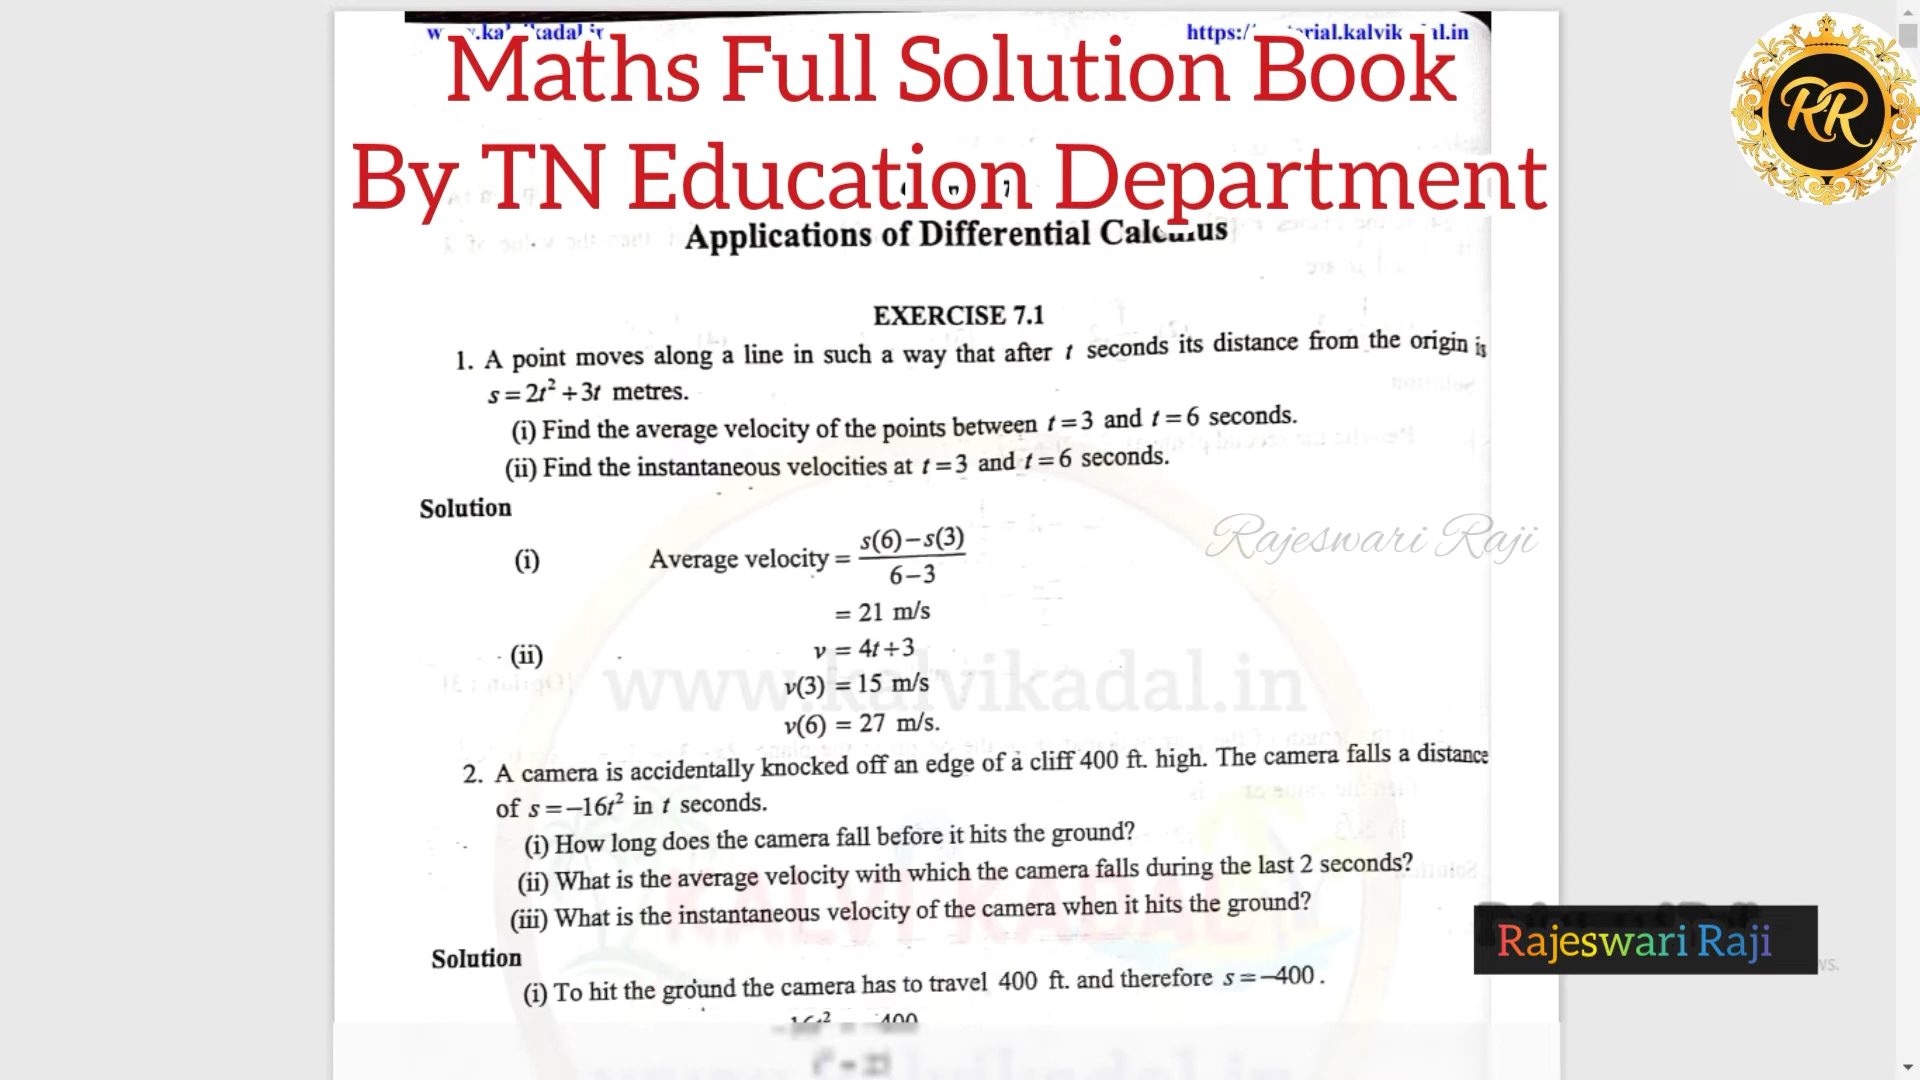 Maths Full Solution Book
By TN Education Department
Applications of Differential Calculus
RR
EXERCISE 7.1
1. A point moves along a line in such a way that after t seconds its distance from the origin is
s = 2t² + 3t metres.
(i) Find the average velocity of the points between t = 3 and t = 6 seconds.
(ii) Find the instantaneous velocities at t = 3 and t = 6 seconds.
Solution
Rajeswari Raji
(i) Average velocity = s(6) – s(3) / 6 – 3
= 21 m/s
(ii) v = 4t + 3
www.kalvikadal.in
v(3) = 15 m/s
v(6) = 27 m/s.
2. A camera is accidentally knocked off an edge of a cliff 400 ft. high. The camera falls a distance
of s = –16t² in t seconds.
(i) How long does the camera fall before it hits the ground?
(ii) What is the average velocity with which the camera falls during the last 2 seconds?
(iii) What is the instantaneous velocity of the camera when it hits the ground?
KALVI KADAL
Rajeswari Raji
Solution
(i) To hit the ground the camera has to travel 400 ft. and therefore s = –400.